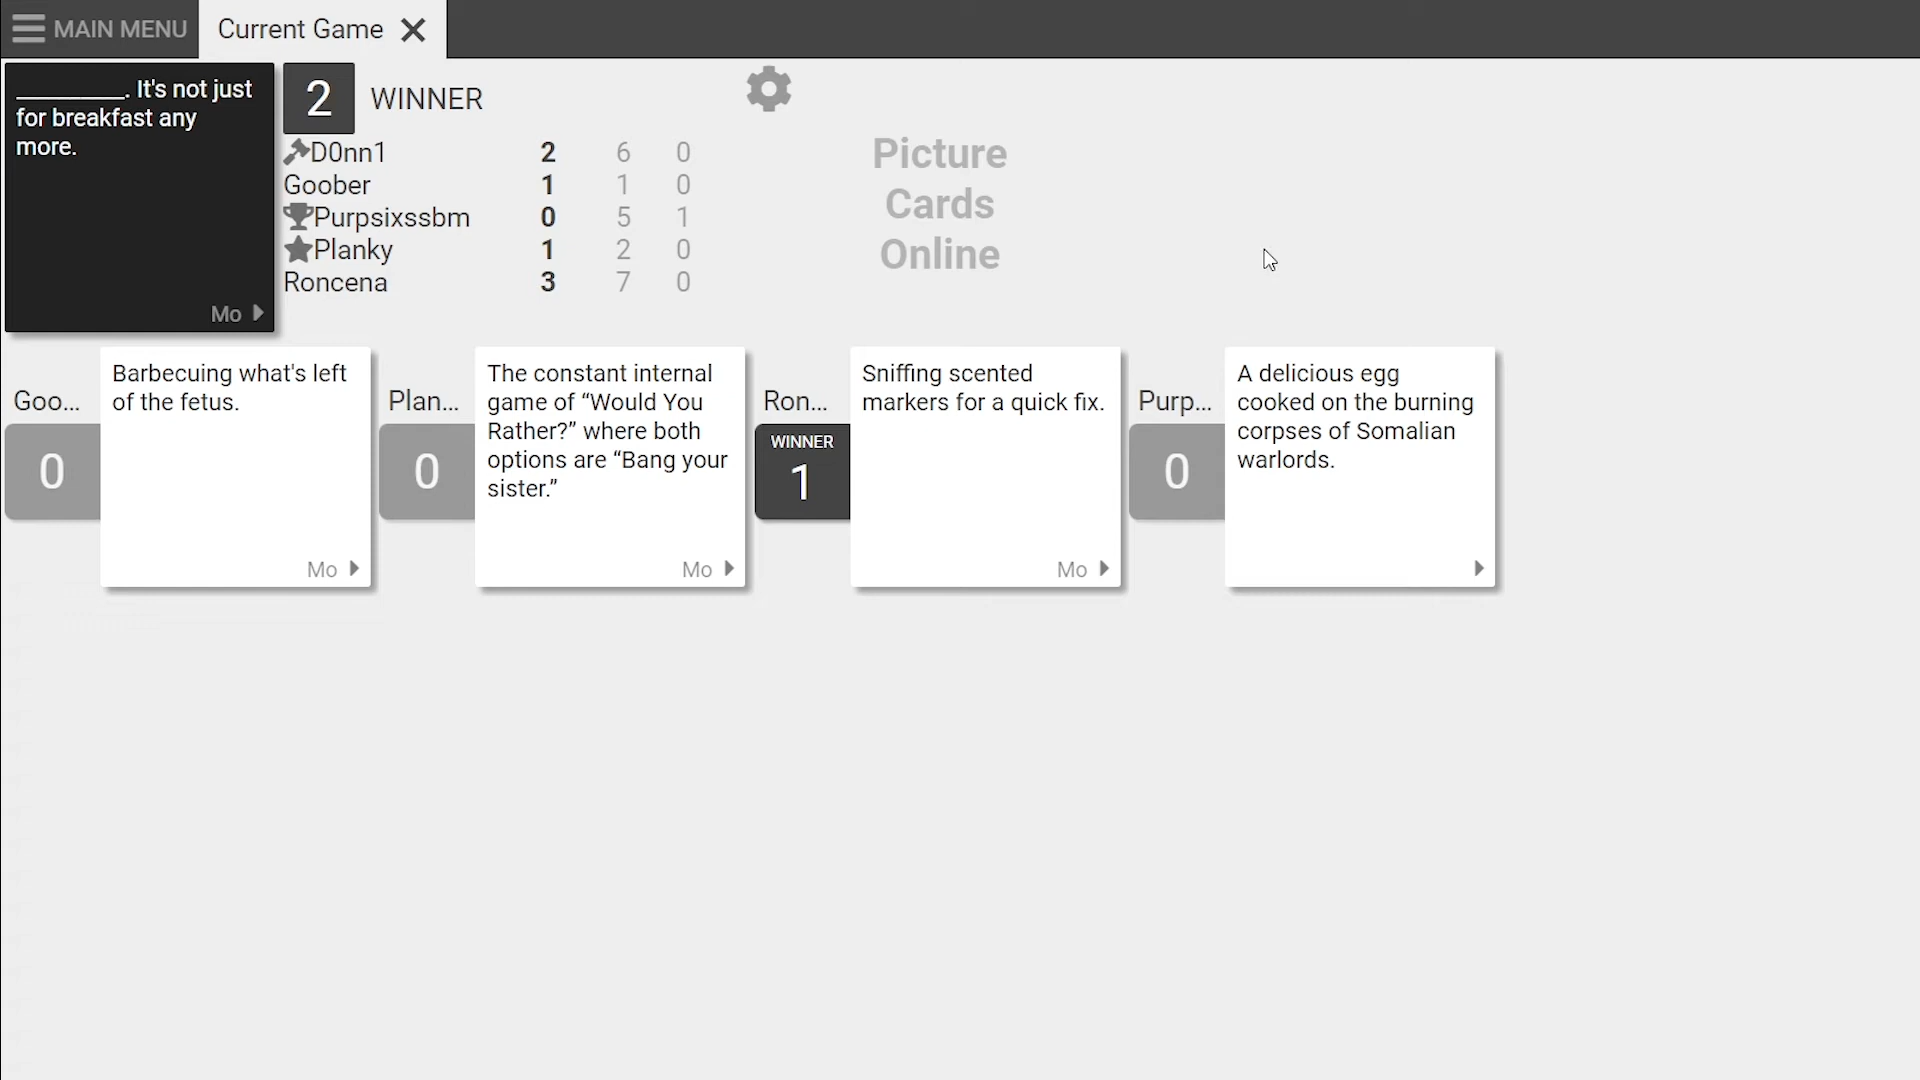 MAIN MENU
Current Game
_________. It's not just
for breakfast any
more.
Mo
2 WINNER
D0nn1 2 6 0
Goober 1 1 0
Purpsixssbm 0 5 1
Planky 1 2 0
Roncena 3 7 0
Picture
Cards
Online
Goo...
0
Barbecuing what's left
of the fetus.
Mo
Plan...
0
The constant internal
game of “Would You
Rather?” where both
options are “Bang your
sister.”
Mo
Ron...
WINNER
1
Sniffing scented
markers for a quick fix.
Mo
Purp...
0
A delicious egg
cooked on the burning
corpses of Somalian
warlords.